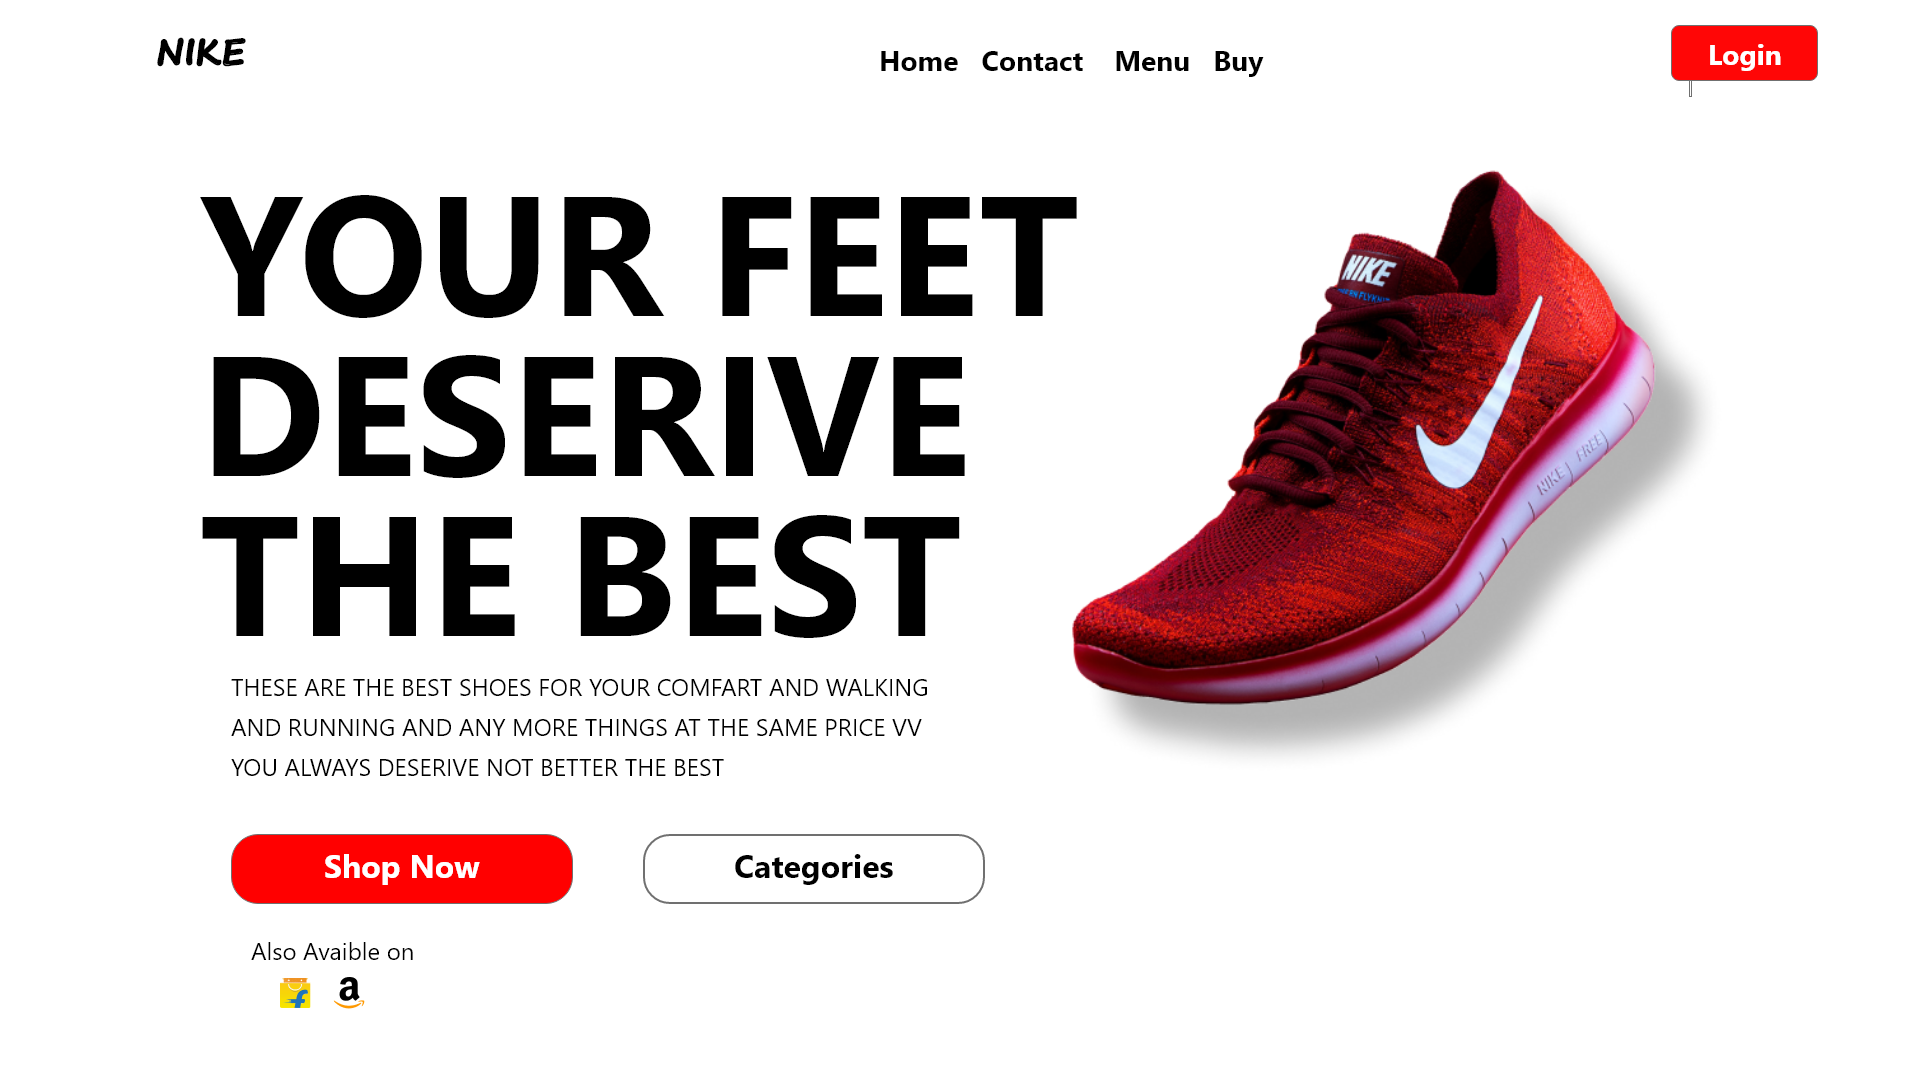 NIKE
Home Contact Menu Buy
Login
YOUR FEET
DESERIVE
THE BEST
NIKE
NIKE FREE
THESE ARE THE BEST SHOES FOR YOUR COMFART AND WALKING
AND RUNNING AND ANY MORE THINGS AT THE SAME PRICE VV
YOU ALWAYS DESERIVE NOT BETTER THE BEST
Shop Now
Categories
Also Avaible on